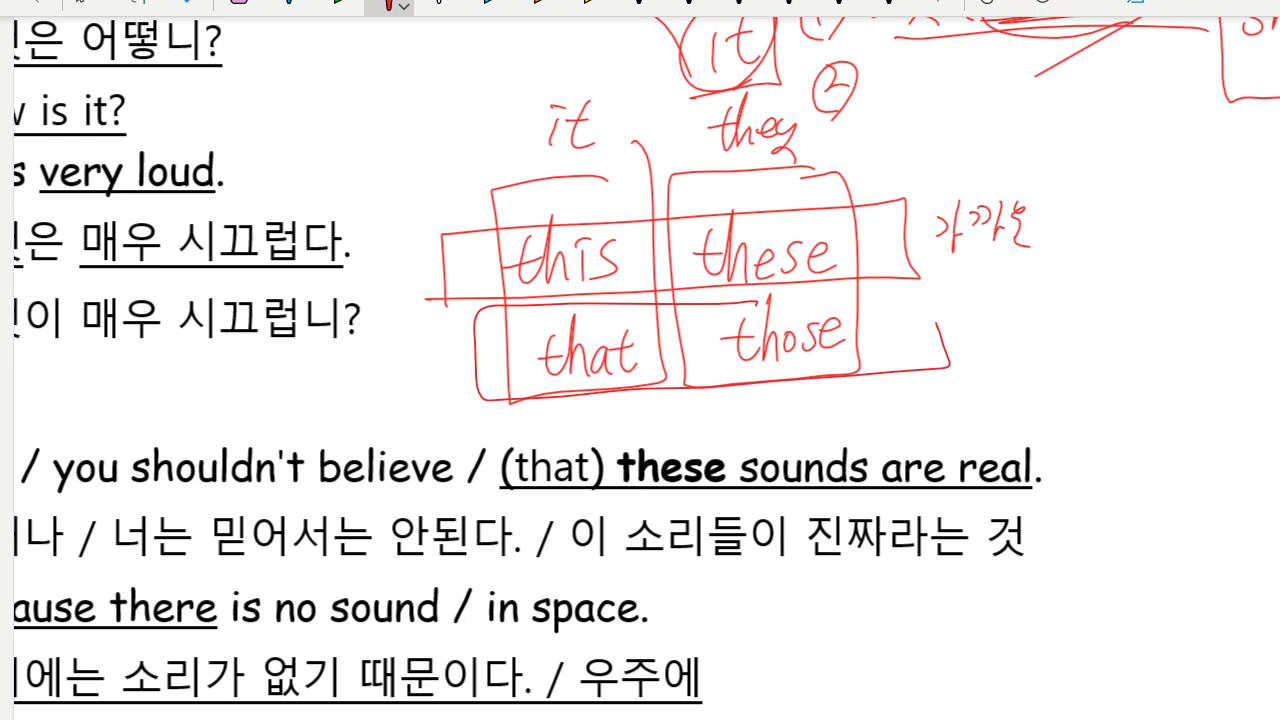 은 어떻니?
it
②
is it?
it they
very loud.
은 매우 시끄럽다.
this these 가까운
이 매우 시끄럽니?
that those
/ you shouldn't believe / (that) these sounds are real.
나 / 너는 믿어서는 안된다. / 이 소리들이 진짜라는 것
there is no sound / in space.
에는 소리가 없기 때문이다. / 우주에